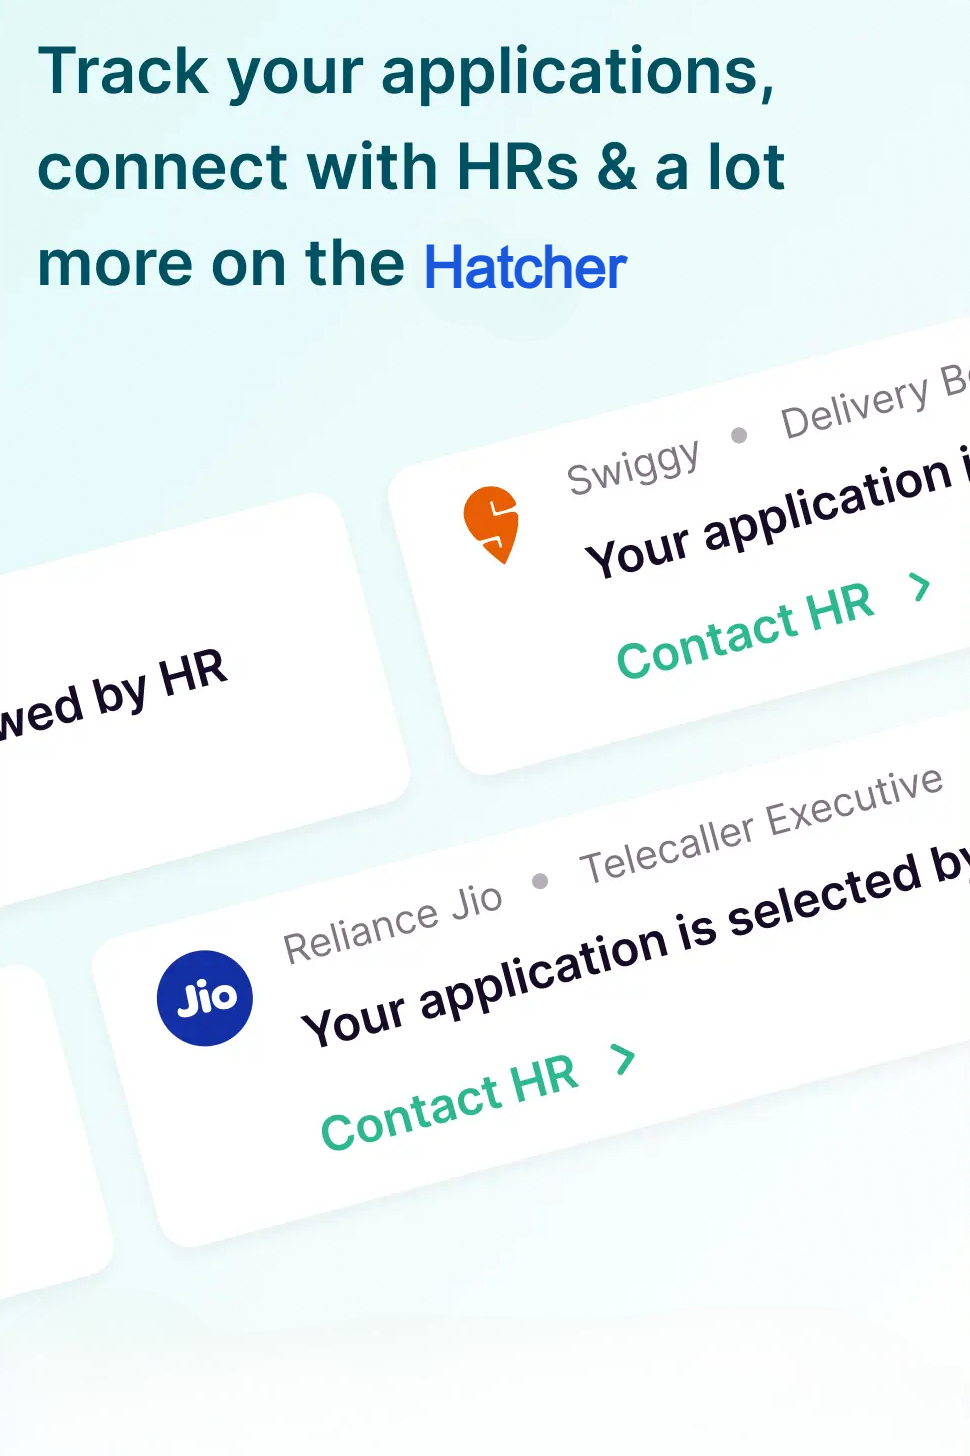 Track your applications,
connect with HRs & a lot
more on the Hatcher
Swiggy • Delivery
Your application
Contact HR >
by HR
Reliance Jio • Telecaller Executive
Jio
Your application is selected by
Contact HR >